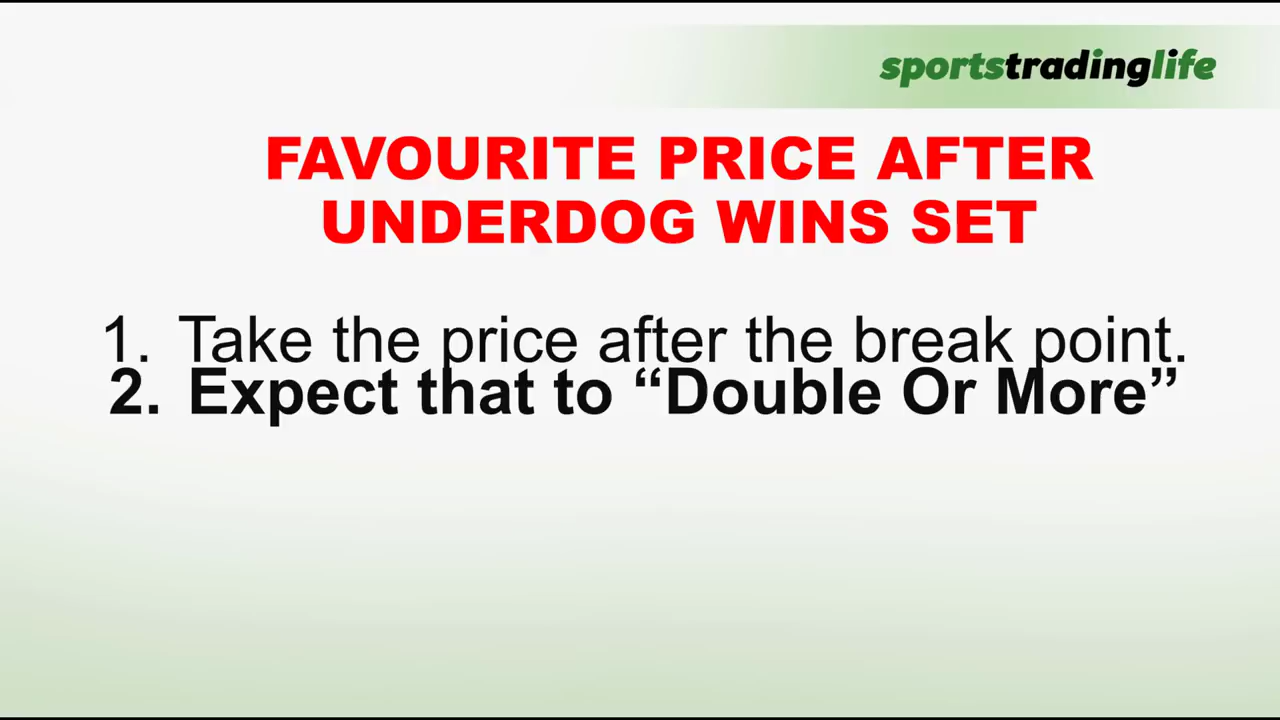 sportstradinglife
FAVOURITE PRICE AFTER
UNDERDOG WINS SET
1. Take the price after the break point.
2. Expect that to “Double Or More”